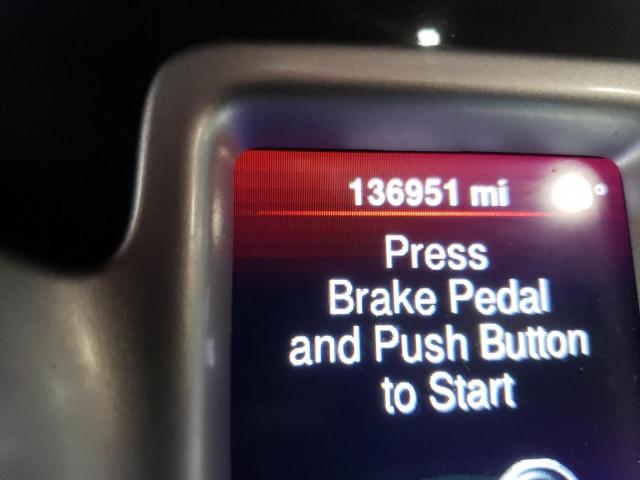 136951 mi
Press
Brake Pedal
and Push Button
to Start